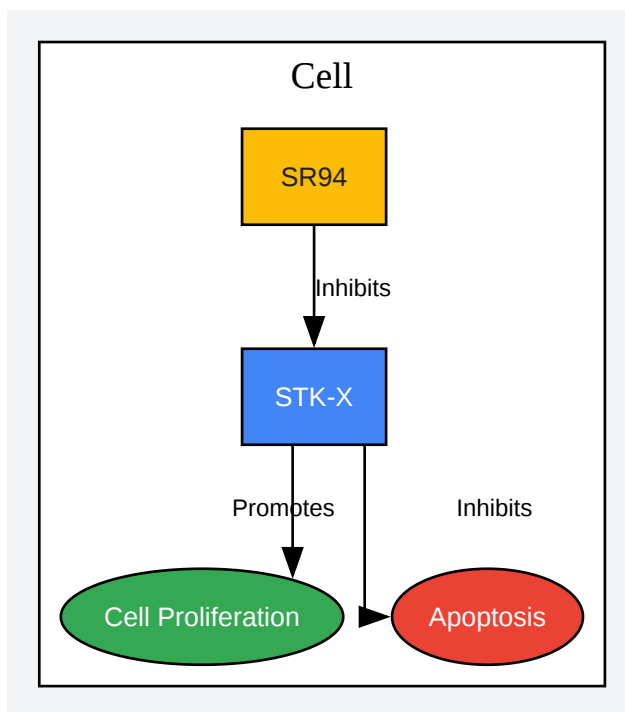 Cell
SR94
Inhibits
STK-X
Promotes
Inhibits
Cell Proliferation
Apoptosis